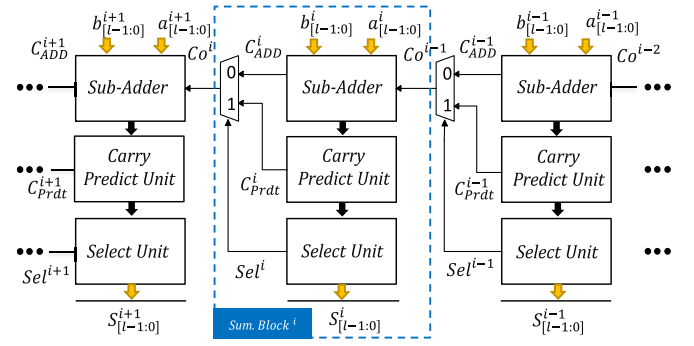 b^{i+1}_{[l-1:0]} a^{i+1}_{[l-1:0]} b^{i}_{[l-1:0]} a^{i}_{[l-1:0]} b^{i-1}_{[l-1:0]} a^{i-1}_{[l-1:0]}
C^{i+1}_{ADD} Co^{i} C^{i}_{ADD} Co^{i-1} C^{i-1}_{ADD} Co^{i-2}
0 0
••• Sub-Adder Sub-Adder Sub-Adder •••
1 1
••• Carry Predict Unit Carry Predict Unit Carry Predict Unit •••
C^{i+1}_{Prdt} C^{i}_{Prdt} C^{i-1}_{Prdt}
••• Select Unit Select Unit Select Unit •••
Sel^{i+1} Sel^{i} Sel^{i-1}
S^{i+1}_{[l-1:0]} Sum. Block^{i} S^{i}_{[l-1:0]} S^{i-1}_{[l-1:0]}